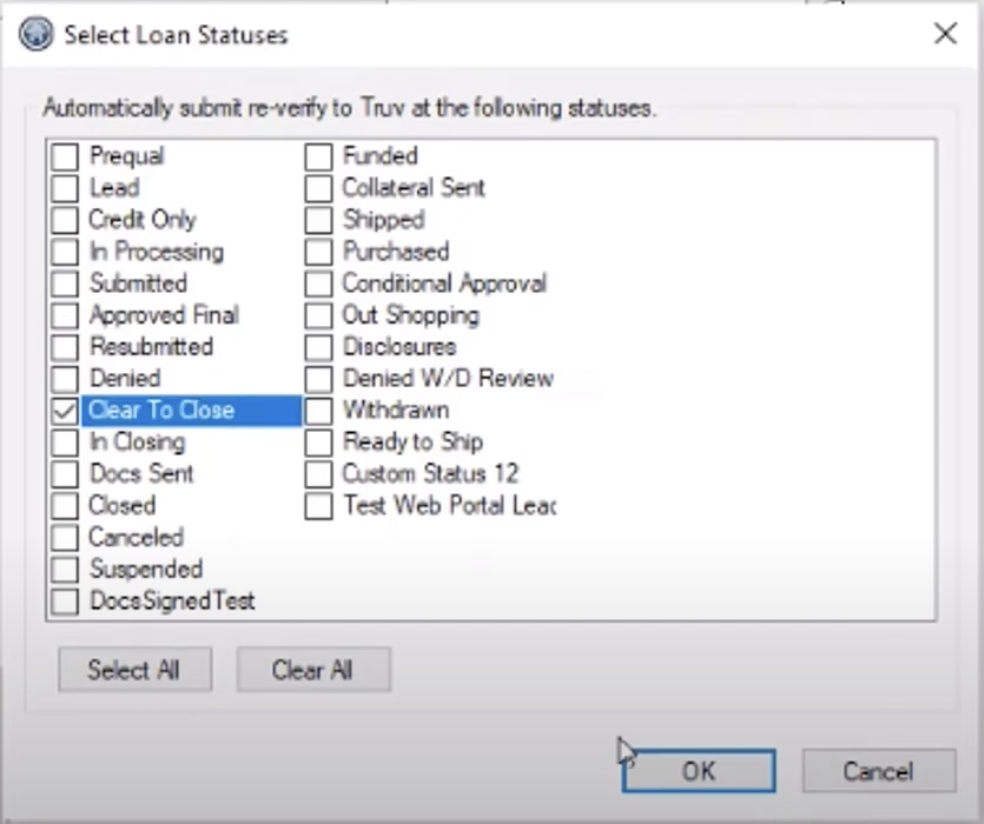 Select Loan Statuses
Automatically submit re-verify to Truv at the following statuses.
Prequal
Lead
Credit Only
In Processing
Submitted
Approved Final
Resubmitted
Denied
Clear To Close
In Closing
Docs Sent
Closed
Canceled
Suspended
DocsSignedTest
Funded
Collateral Sent
Shipped
Purchased
Conditional Approval
Out Shopping
Disclosures
Denied W/D Review
Withdrawn
Ready to Ship
Custom Status 12
Test Web Portal Leac
Select All
Clear All
OK
Cancel